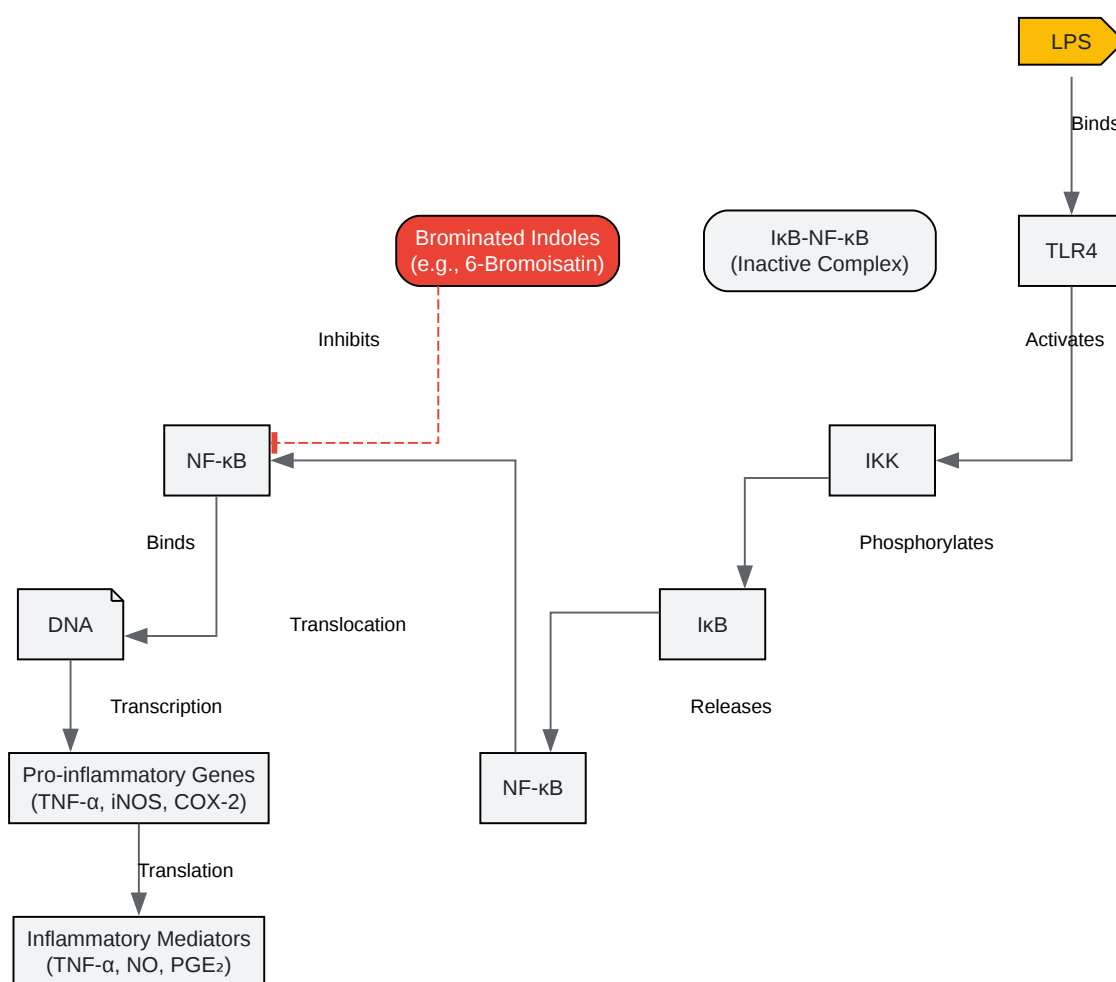 LPS
Binds
Brominated Indoles
(e.g., 6-Bromoisatin)
IκB-NF-κB
(Inactive Complex)
TLR4
Inhibits
Activates
NF-κB
IKK
Binds
Phosphorylates
DNA
Translocation
IκB
Transcription
Releases
Pro-inflammatory Genes
(TNF-α, iNOS, COX-2)
NF-κB
Translation
Inflammatory Mediators
(TNF-α, NO, PGE₂)